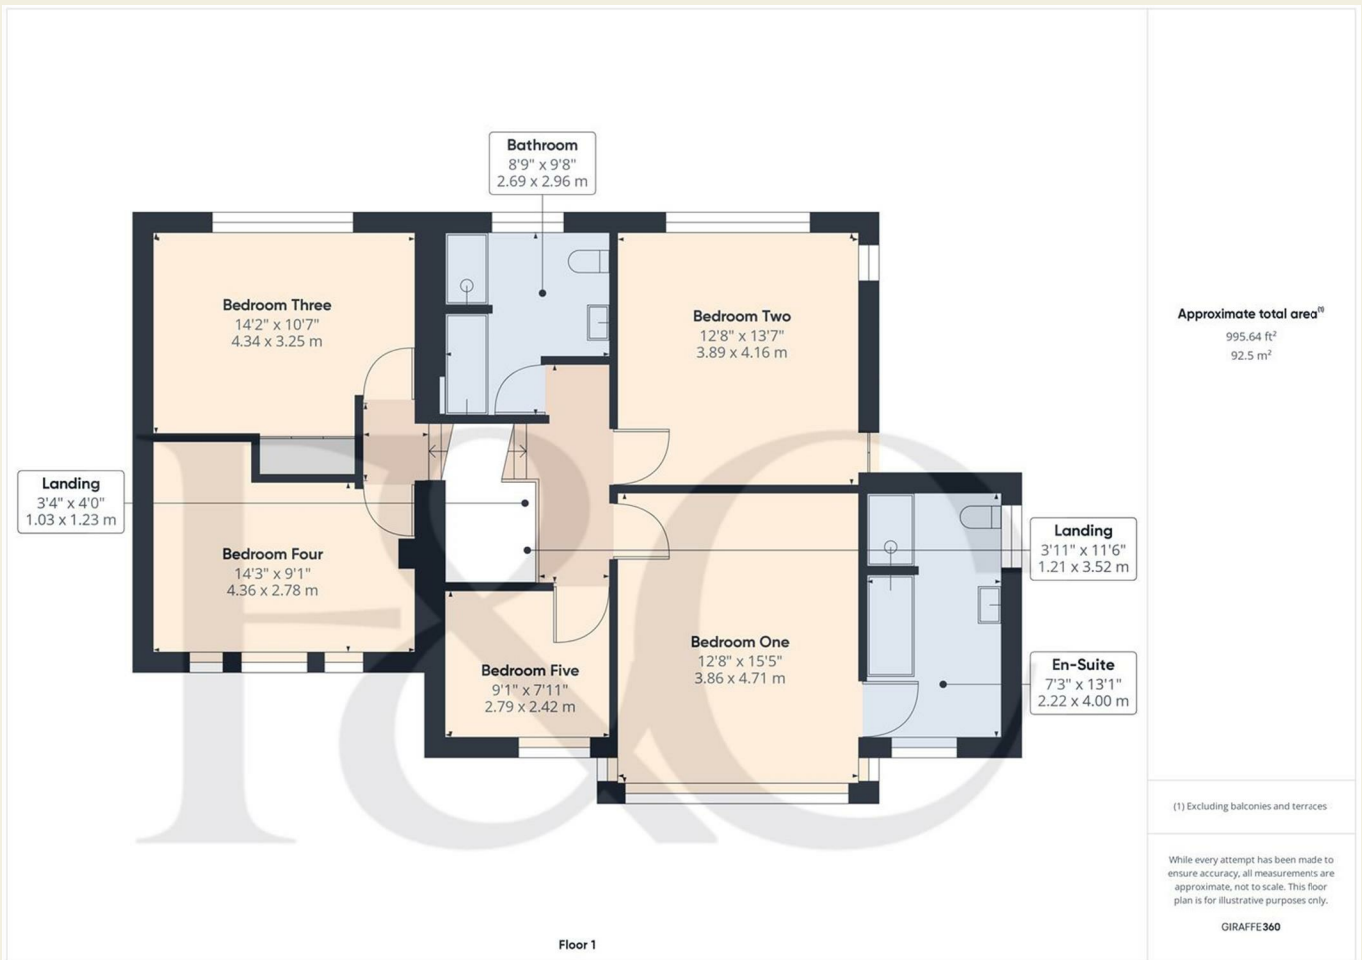 Bathroom
8'9" x 9'8"
2.69 x 2.96 m
Bedroom Three
14'2" x 10'7"
4.34 x 3.25 m
Bedroom Two
12'8" x 13'7"
3.89 x 4.16 m
Landing
3'4" x 4'0"
1.03 x 1.23 m
Bedroom Four
14'3" x 9'1"
4.36 x 2.78 m
Landing
3'11" x 11'6"
1.21 x 3.52 m
Bedroom Five
9'1" x 7'11"
2.79 x 2.42 m
Bedroom One
12'8" x 15'5"
3.86 x 4.71 m
En-Suite
7'3" x 13'1"
2.22 x 4.00 m
F&C
Floor 1
Approximate total area⁽¹⁾
995.64 ft²
92.5 m²
(1) Excluding balconies and terraces
While every attempt has been made to
ensure accuracy, all measurements are
approximate, not to scale. This floor
plan is for illustrative purposes only.
GIRAFFE360